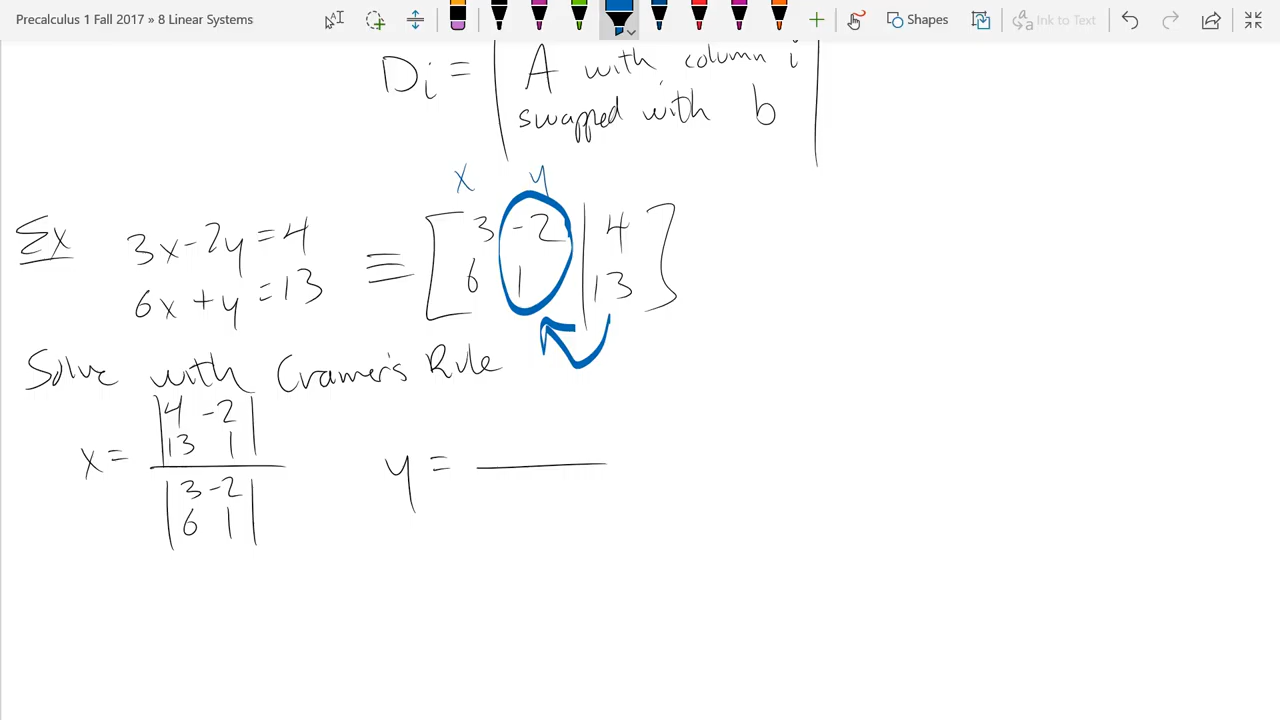 Precalculus 1 Fall 2017 » 8 Linear Systems
Shapes
Ink to Text
Di = | A with column i
swapped with b |
x y
Ex 3x-2y=4 ≡ [ 3 -2 | 4 ]
6x+y=13 [ 6 1 | 13 ]
Solve with Cramer's Rule
|4 -2|
|13 1|
x = ——— y = ———
|3 -2|
|6 1|